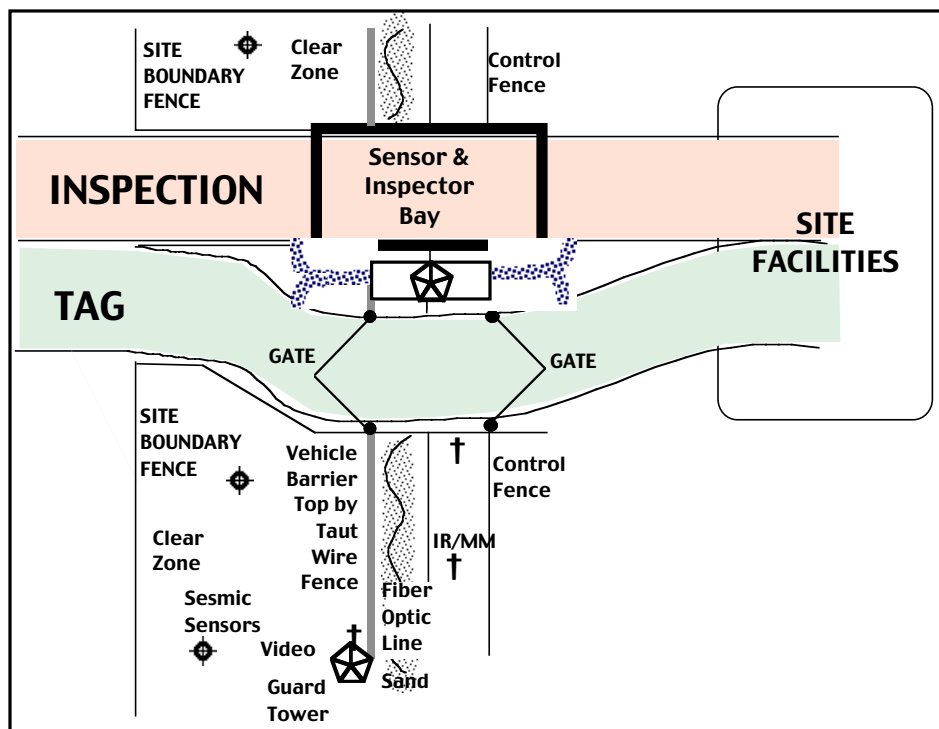 SITE
BOUNDARY
FENCE
Clear
Zone
Control
Fence
Sensor &
Inspector
Bay
INSPECTION
SITE
FACILITIES
TAG
GATE
GATE
SITE
BOUNDARY
FENCE
Vehicle
Barrier
Top by
Taut
Wire
Fence
Control
Fence
Clear
Zone
IR/MM
Sesmic
Sensors
Fiber
Optic
Line
Video
Sand
Guard
Tower